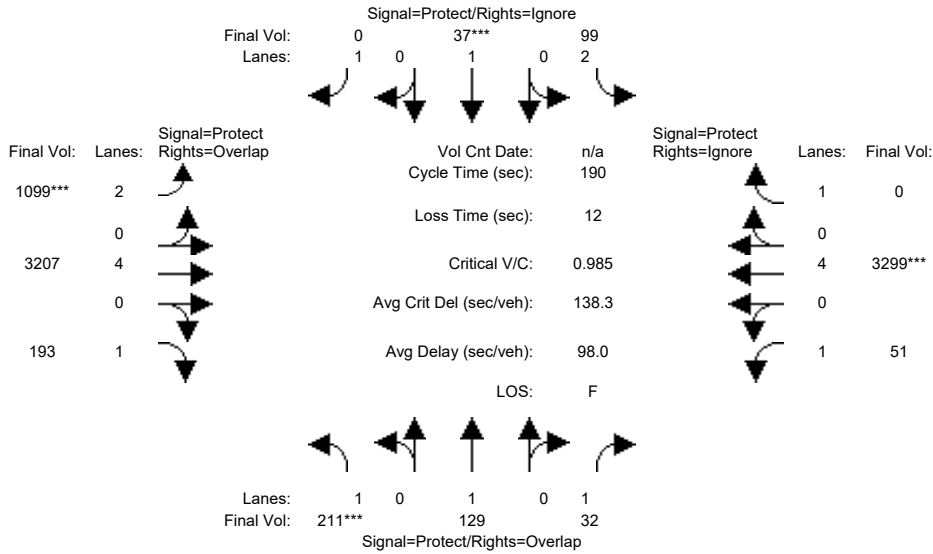 Signal=Protect/Rights=Ignore
Final Vol: 0 37*** 99
Lanes: 1 0 1 0 2
Signal=Protect Signal=Protect
Final Vol: Lanes: Rights=Overlap Vol Cnt Date: n/a Rights=Ignore Lanes: Final Vol:
Cycle Time (sec): 190
1099*** 2 1 0
Loss Time (sec): 12
0 0
3207 4 Critical V/C: 0.985 4 3299***
0 Avg Crit Del (sec/veh): 138.3 0
193 1 Avg Delay (sec/veh): 98.0 1 51
LOS: F
Lanes: 1 0 1 0 1
Final Vol: 211*** 129 32
Signal=Protect/Rights=Overlap